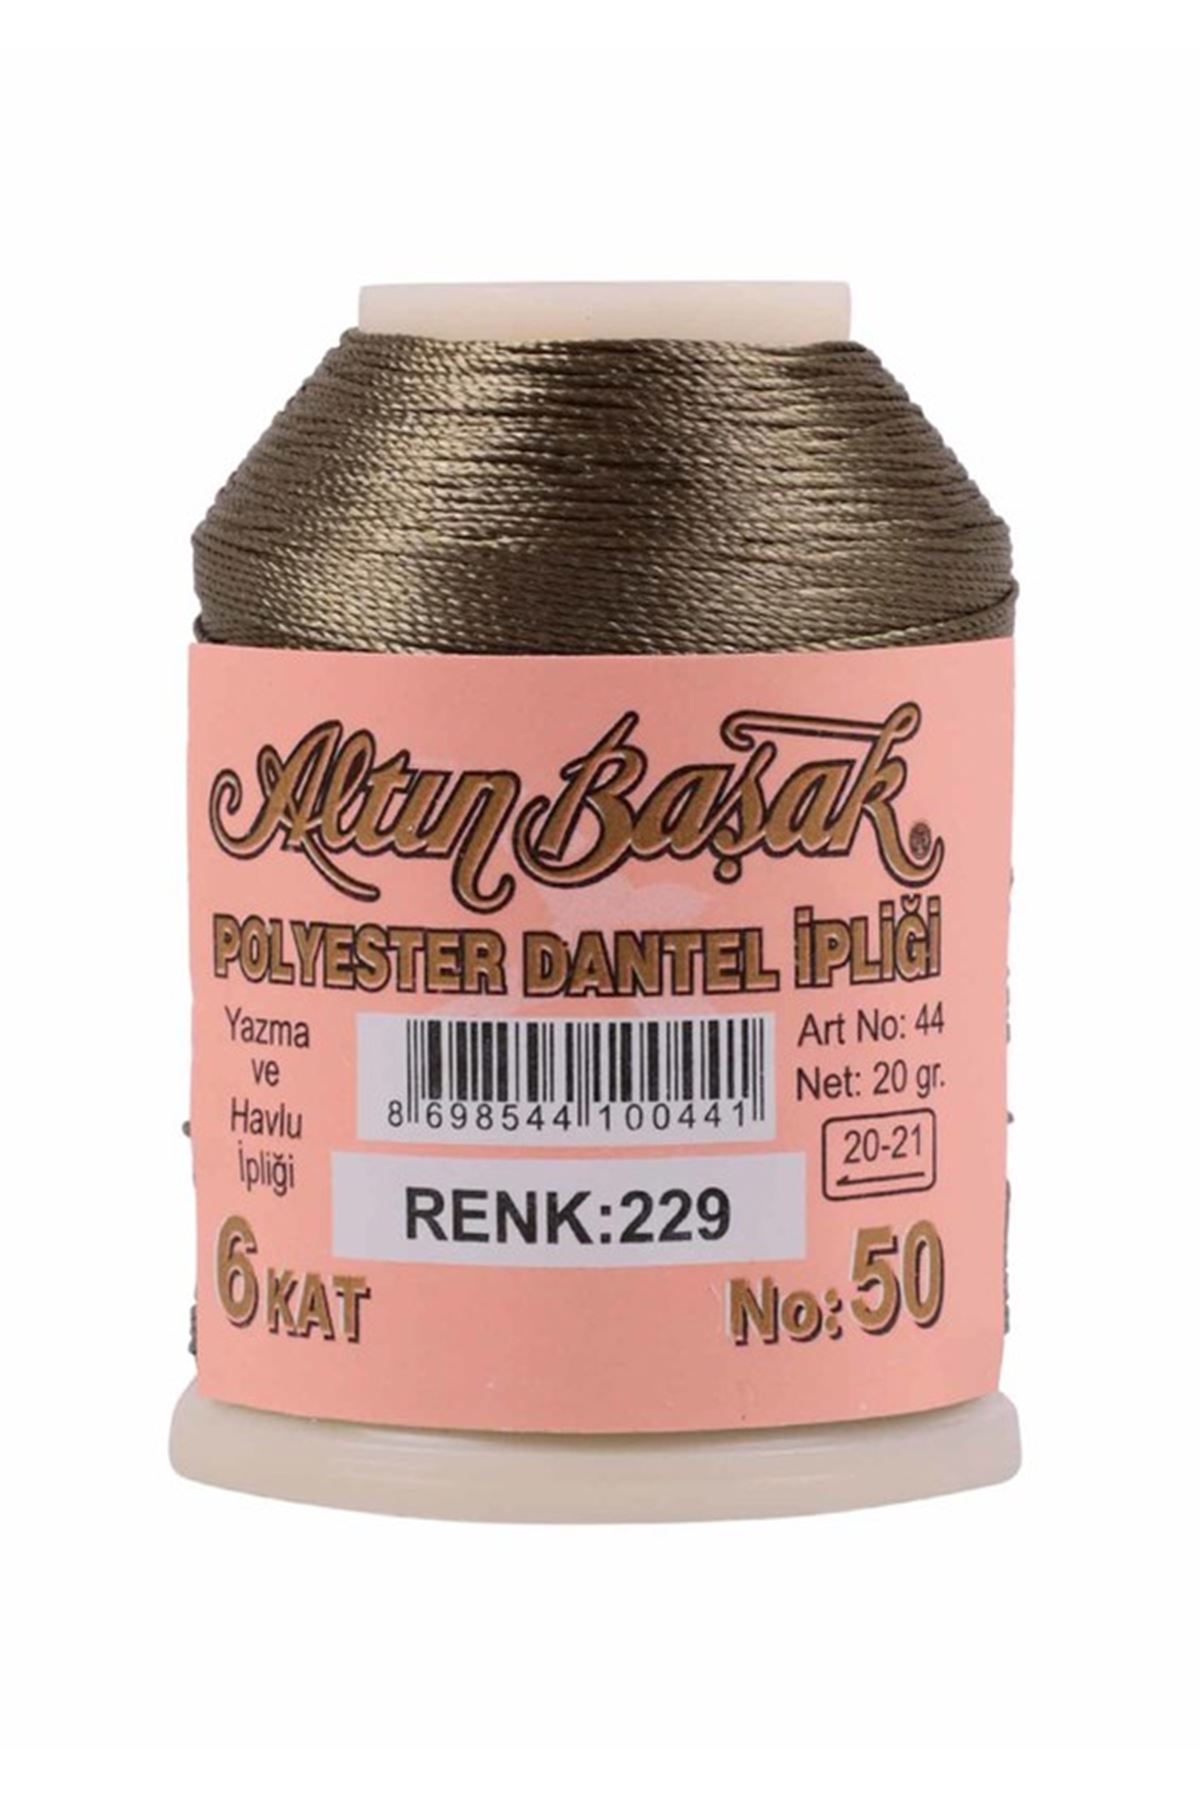 Altın Başak ®
POLYESTER DANTEL İPLİĞİ
Yazma
ve
Havlu
İpliği
8 698544 100441
Art No: 44
Net: 20 gr.
20-21
RENK:229
6 KAT
No: 50